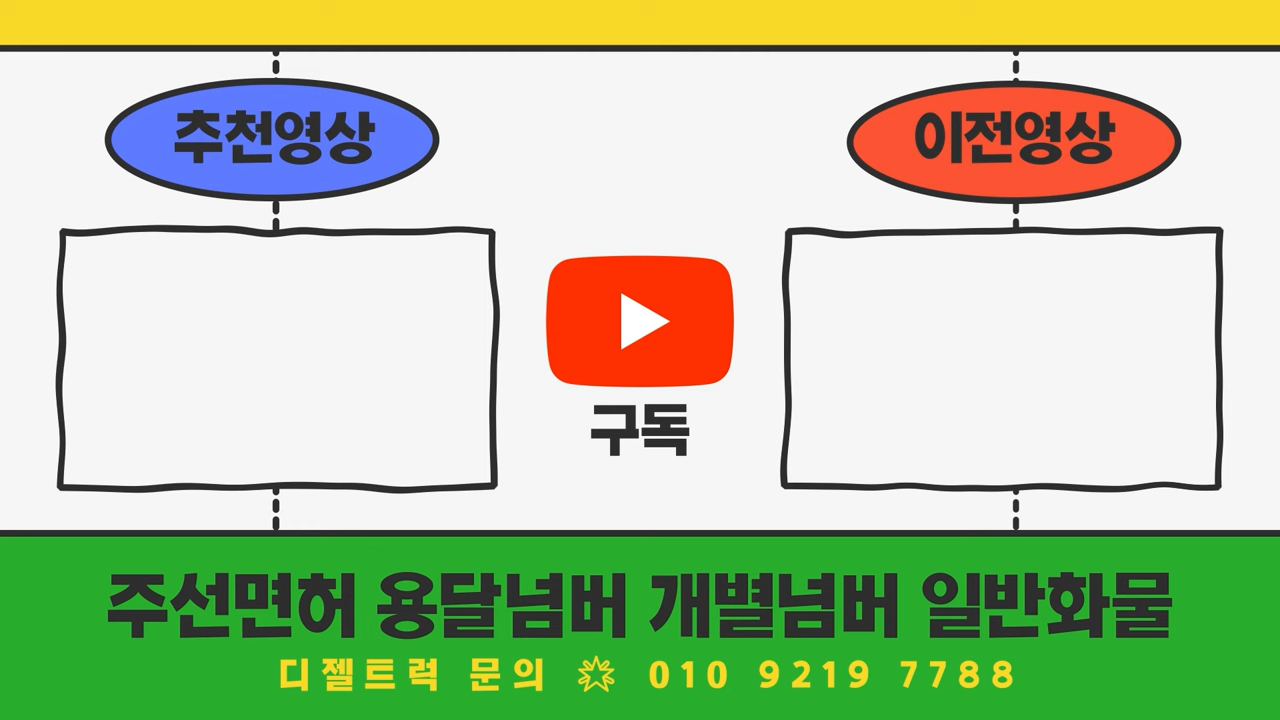 추천영상
이전영상
구독
주선면허 용달넘버 개별넘버 일반화물
디젤트럭 문의 010 9219 7788